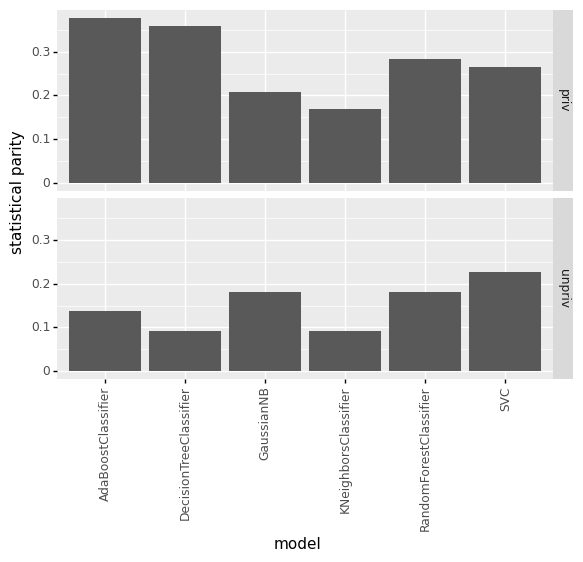 statistical parity
0.3
0.2
0.1
0
priv
0.3
0.2
0.1
0
unpriv
AdaBoostClassifier
DecisionTreeClassifier
GaussianNB
KNeighborsClassifier
RandomForestClassifier
SVC
model